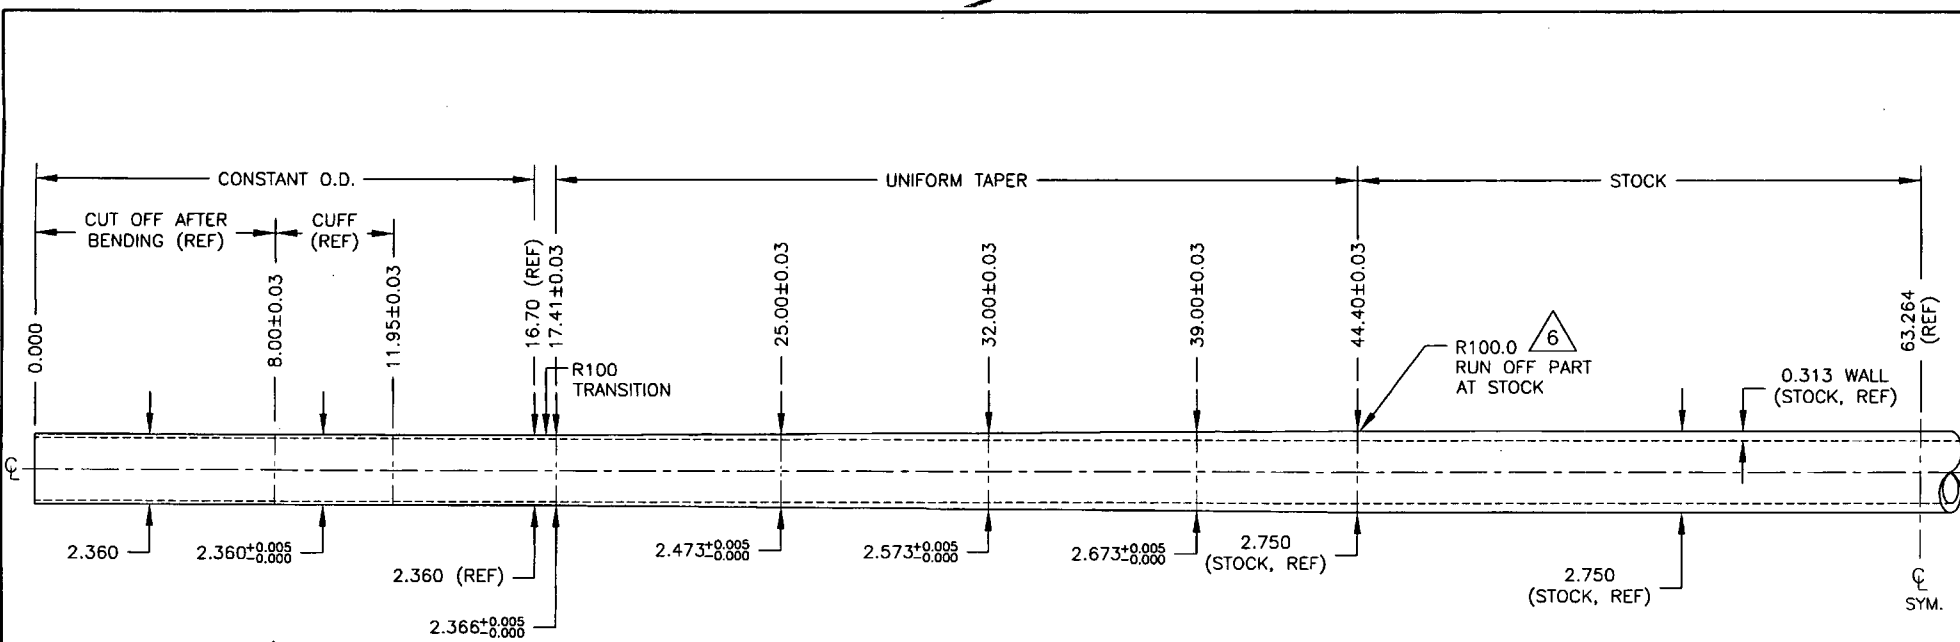 CONSTANT O.D.
UNIFORM TAPER
STOCK
CUT OFF AFTER
BENDING (REF)
CUFF
(REF)
0.000
8.00±0.03
11.95±0.03
16.70 (REF)
17.41±0.03
25.00±0.03
32.00±0.03
39.00±0.03
44.40±0.03
63.264
(REF)
R100
TRANSITION
R100.0 6
RUN OFF PART
AT STOCK
0.313 WALL
(STOCK, REF)
℄
2.360
2.360+0.005
-0.000
2.360 (REF)
2.366+0.005
-0.000
2.473+0.005
-0.000
2.573+0.005
-0.000
2.673+0.005
-0.000
2.750
(STOCK, REF)
2.750
(STOCK, REF)
℄
SYM.